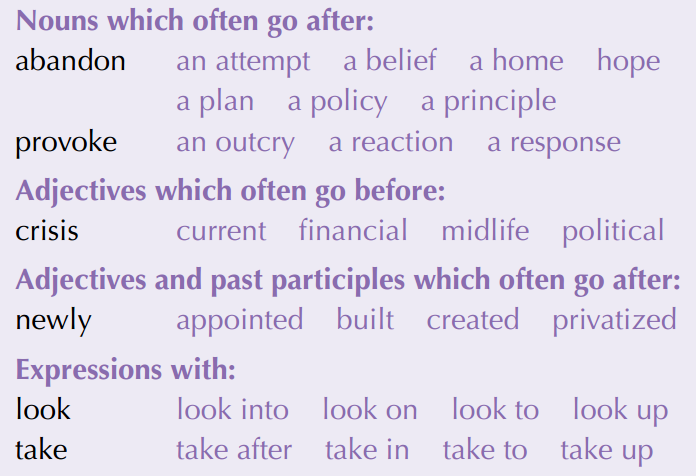 Nouns which often go after:
abandon an attempt a belief a home hope
a plan a policy a principle
provoke an outcry a reaction a response
Adjectives which often go before:
crisis current financial midlife political
Adjectives and past participles which often go after:
newly appointed built created privatized
Expressions with:
look look into look on look to look up
take take after take in take to take up